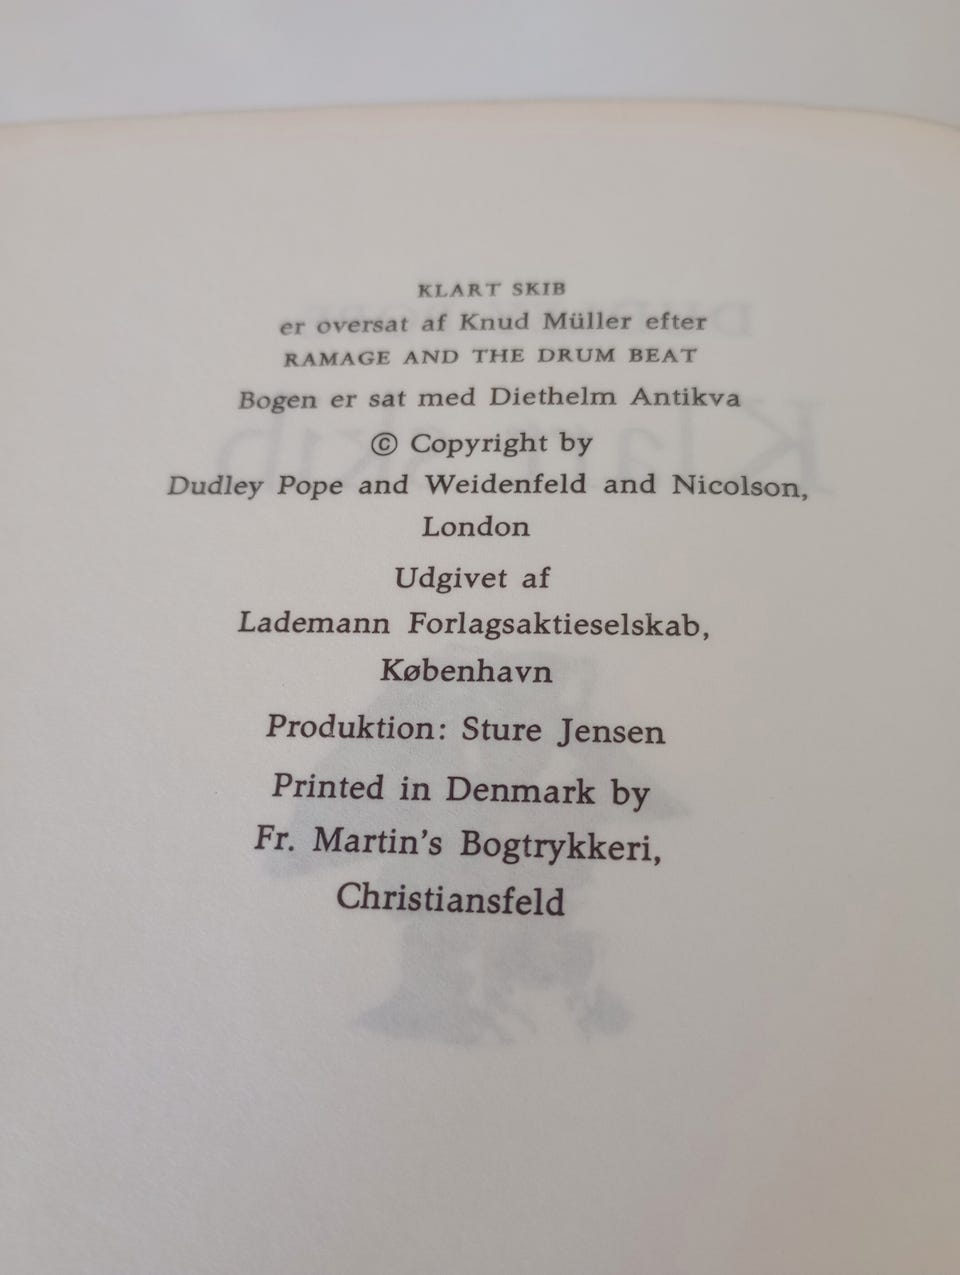 KLART SKIB
er oversat af Knud Müller efter
RAMAGE AND THE DRUM BEAT
Bogen er sat med Diethelm Antikva
© Copyright by
Dudley Pope and Weidenfeld and Nicolson,
London
Udgivet af
Lademann Forlagsaktieselskab,
København
Produktion: Sture Jensen
Printed in Denmark by
Fr. Martin's Bogtrykkeri,
Christiansfeld